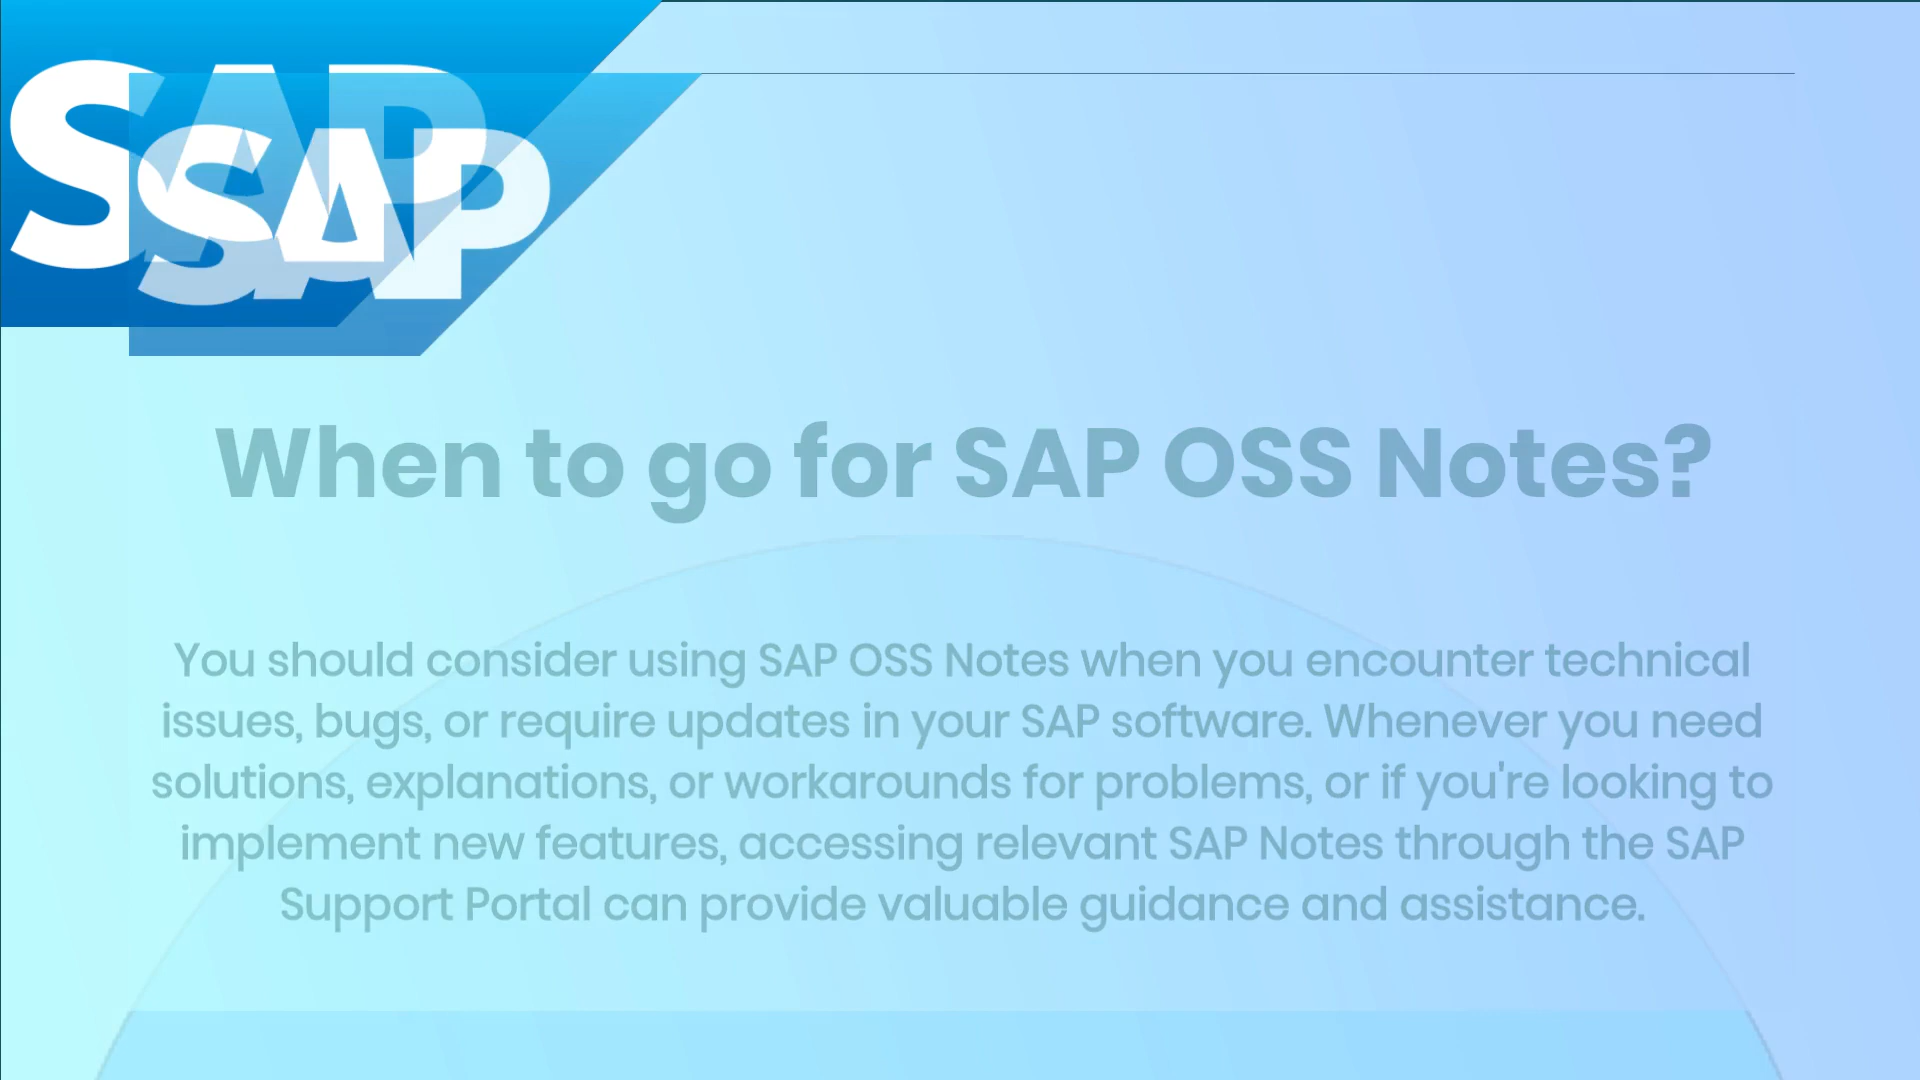 SAP
SAP
When to go for SAP OSS Notes?
You should consider using SAP OSS Notes when you encounter technical
issues, bugs, or require updates in your SAP software. Whenever you need
solutions, explanations, or workarounds for problems, or if you're looking to
implement new features, accessing relevant SAP Notes through the SAP
Support Portal can provide valuable guidance and assistance.